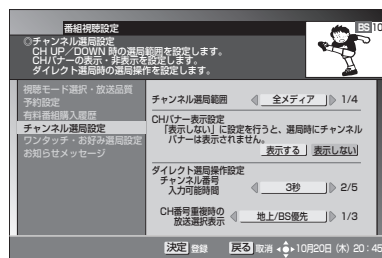 番組視聴設定
BS 10
◎チャンネル選局設定
CH UP／DOWN 時の選局範囲を設定します。
CHバナーの表示・非表示を設定します。
ダイレクト選局時の選局操作を設定します。
視聴モード選択・放送品質
予約設定
有料番組購入履歴
チャンネル選局設定
ワンタッチ・お好み選局設定
お知らせメッセージ
チャンネル選局範囲 全メディア 1/4
CHバナー表示設定
「表示しない」に設定を行うと、選局時にチャンネル
バナーは表示されません。
表示する 表示しない
ダイレクト選局操作設定
チャンネル番号
入力可能時間 3秒 2/5
CH番号重複時の
放送選択表示 地上/BS優先 1/3
決定 登録 戻る 取消 10月20日 (木) 20:45